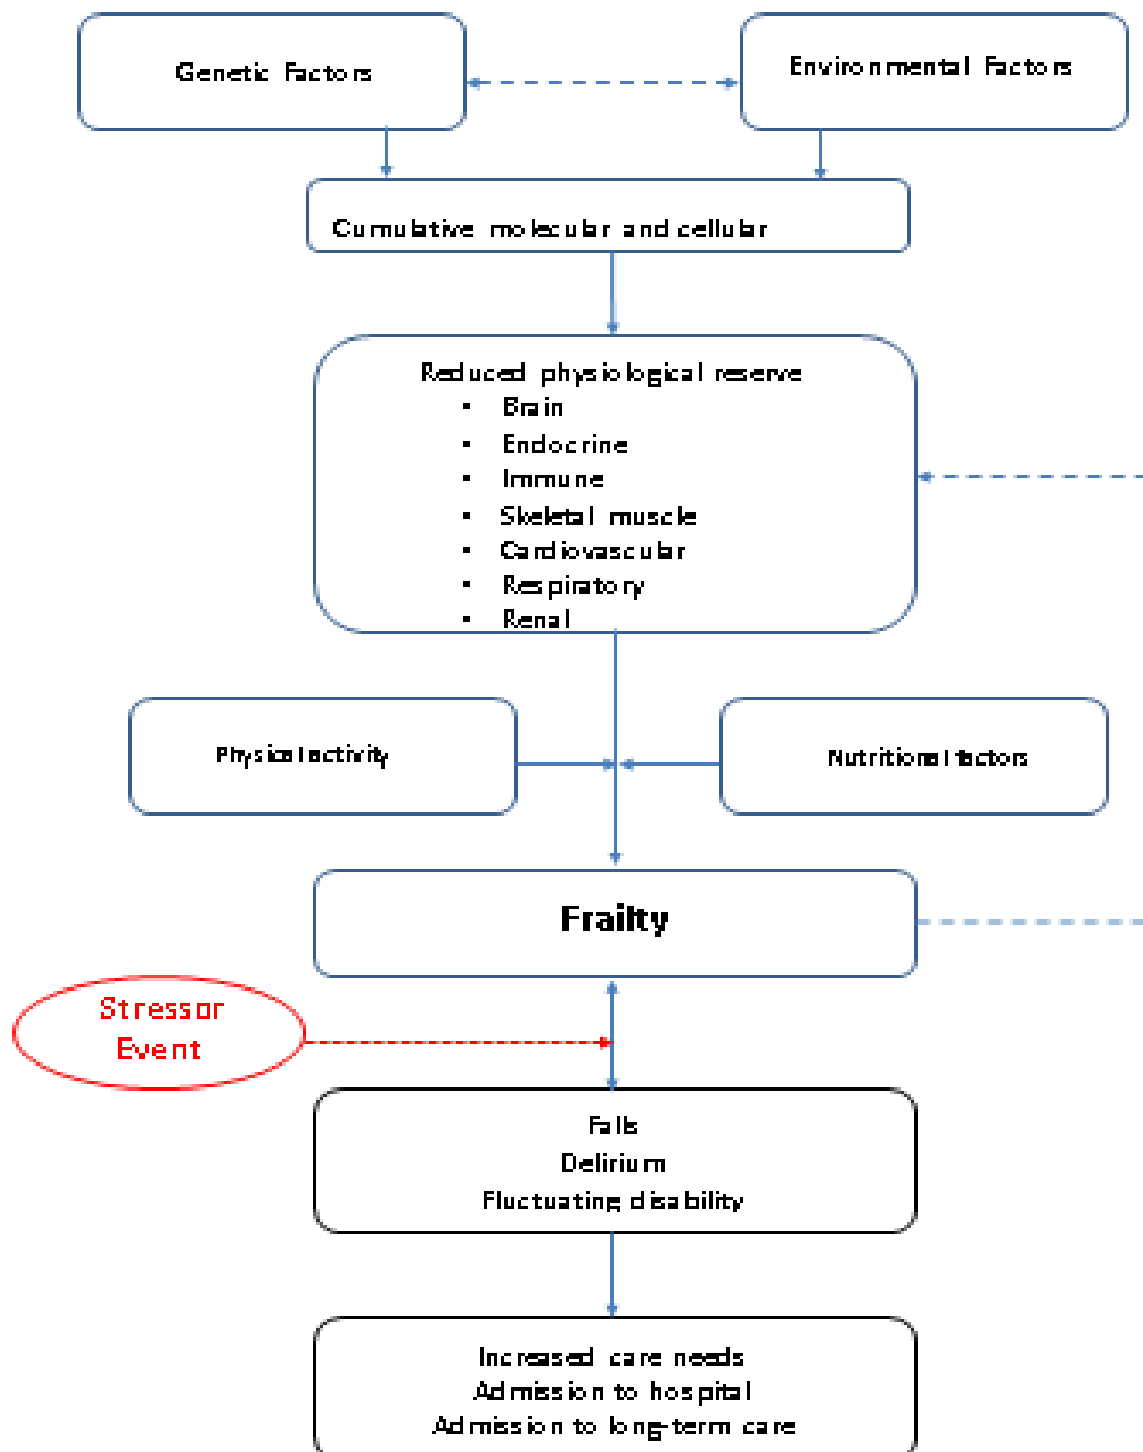 Genetic Factors
Environmental Factors
Cumulative molecular and cellular
Reduced physiological reserve
▪ Brain
▪ Endocrine
▪ Immune
▪ Skeletal muscle
▪ Cardiovascular
▪ Respiratory
▪ Renal
Physical activity
Nutritional factors
Frailty
Stressor
Event
Falls
Delirium
Fluctuating disability
Increased care needs
Admission to hospital
Admission to long-term care